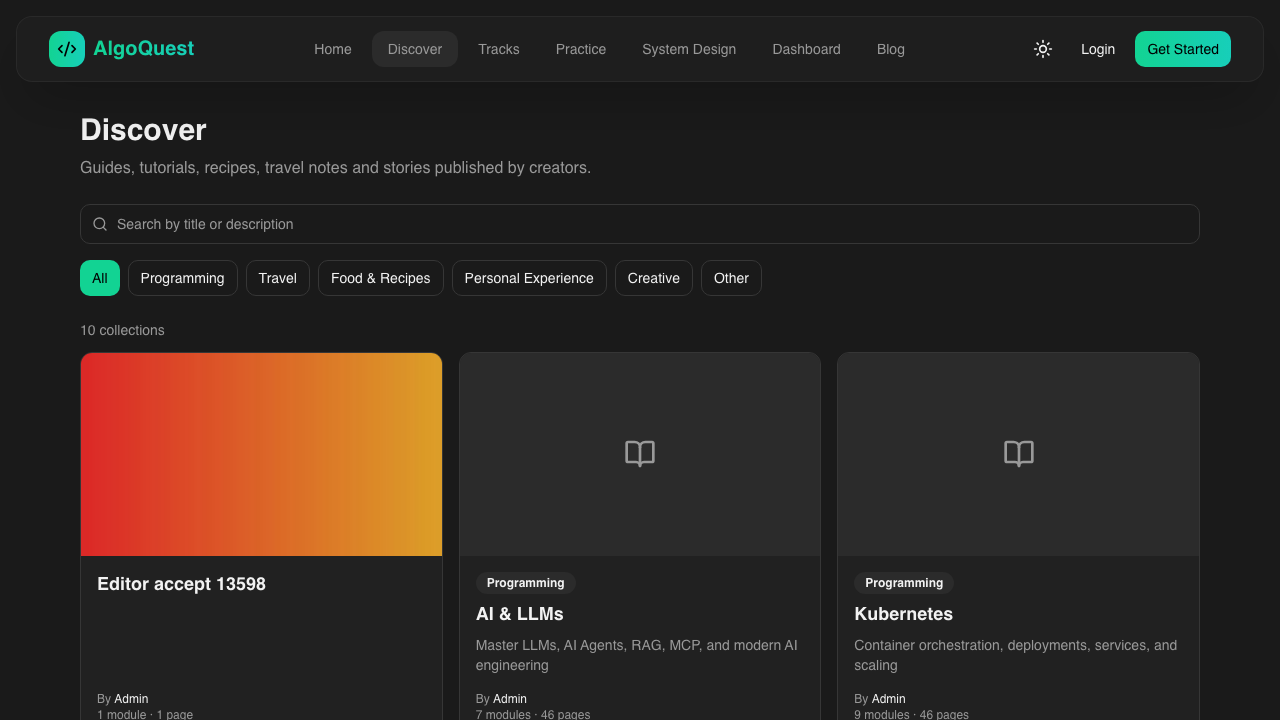 AlgoQuest
Home
Discover
Tracks
Practice
System Design
Dashboard
Blog
Login
Get Started
Discover
Guides, tutorials, recipes, travel notes and stories published by creators.
Search by title or description
All
Programming
Travel
Food & Recipes
Personal Experience
Creative
Other
10 collections
Editor accept 13598
By Admin
1 module · 1 page
Programming
AI & LLMs
Master LLMs, AI Agents, RAG, MCP, and modern AI
engineering
By Admin
7 modules · 46 pages
Programming
Kubernetes
Container orchestration, deployments, services, and
scaling
By Admin
9 modules · 46 pages